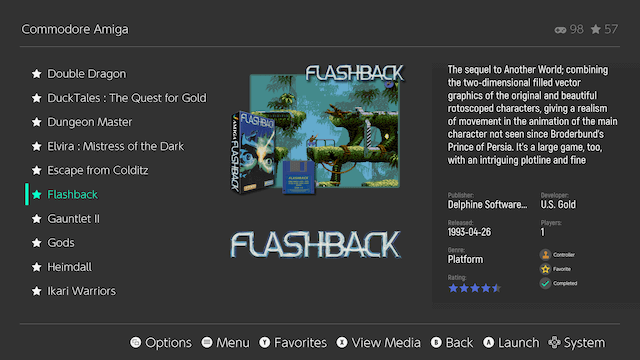 Commodore Amiga
98
57
Double Dragon
DuckTales : The Quest for Gold
Dungeon Master
Elvira : Mistress of the Dark
Escape from Colditz
Flashback
Gauntlet II
Gods
Heimdall
Ikari Warriors
FLASHBACK
FLASHBACK
AMIGA FLASHBACK
FLASHBACK
FLASHBACK
The sequel to Another World; combining
the two-dimensional filled vector
graphics of the original and beautiful
rotoscoped characters, giving a realism
of movement in the animation of the main
character not seen since Broderbund's
Prince of Persia. It's a large game, too,
with an intriguing plotline and fine
Publisher: Developer:
Delphine Software... U.S. Gold
Released: Players:
1993-04-26 1
Genre:
Platform
Controller
Favorite
Rating:
Completed
Options Y Favorites X View Media B Back A Launch System
Menu